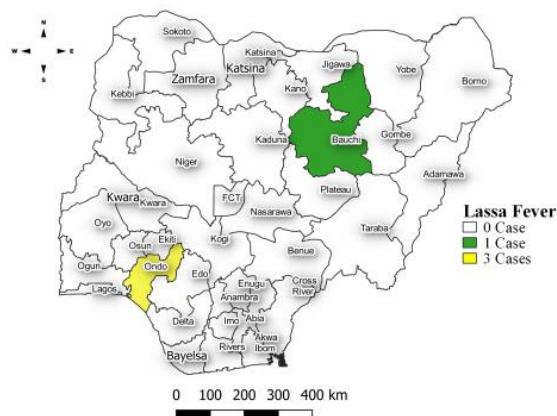 N
W E
S
Sokoto
Katsina
Zamfara
Katsina
Jigawa
Yobe
Borno
Kebbi
Kano
Kaduna
Bauchi
Gombe
Niger
Adamawa
Plateau
Kwara
Kwara
FCT
Nasarawa
Taraba
Oyo
Osun
Ekiti
Kogi
Benue
Ogun
Ondo
Edo
Lagos
Enugu
Cross
River
Anambra
Delta
Imo
Abia
Bayelsa
Rivers
Akwa
Ibom
Lassa Fever
0 Case
1 Case
3 Cases
0 100 200 300 400 km